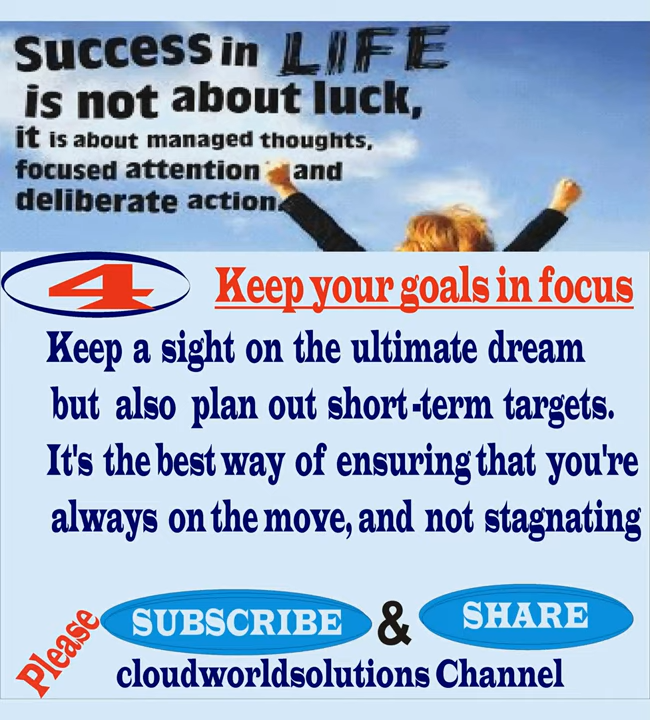 Success in LIFE
is not about luck,
it is about managed thoughts,
focused attention and
deliberate action.
4 Keep your goals in focus
Keep a sight on the ultimate dream
but also plan out short-term targets.
It's the best way of ensuring that you're
always on the move, and not stagnating
Please SUBSCRIBE & SHARE
cloudworldsolutions Channel